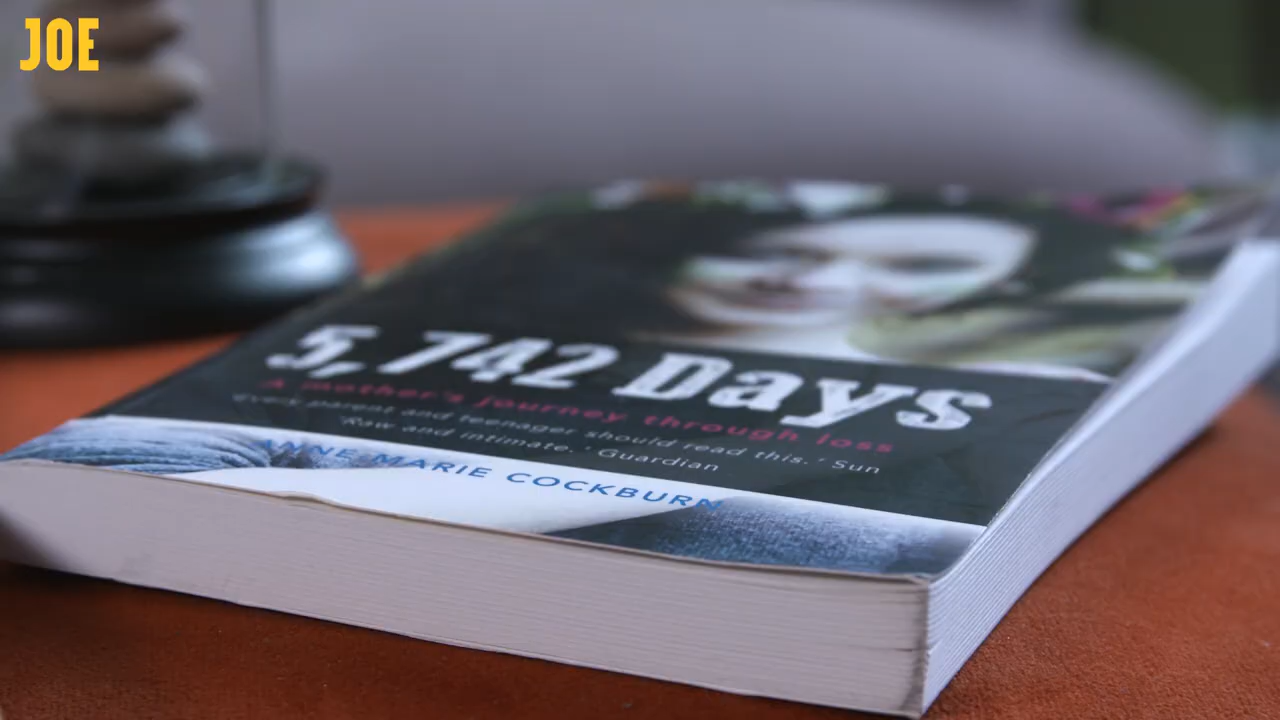 JOE
5,742 Days
A mother's journey through loss
'Every parent and teenager should read this.' Sun
'Raw and intimate.' Guardian
ANNE-MARIE COCKBURN